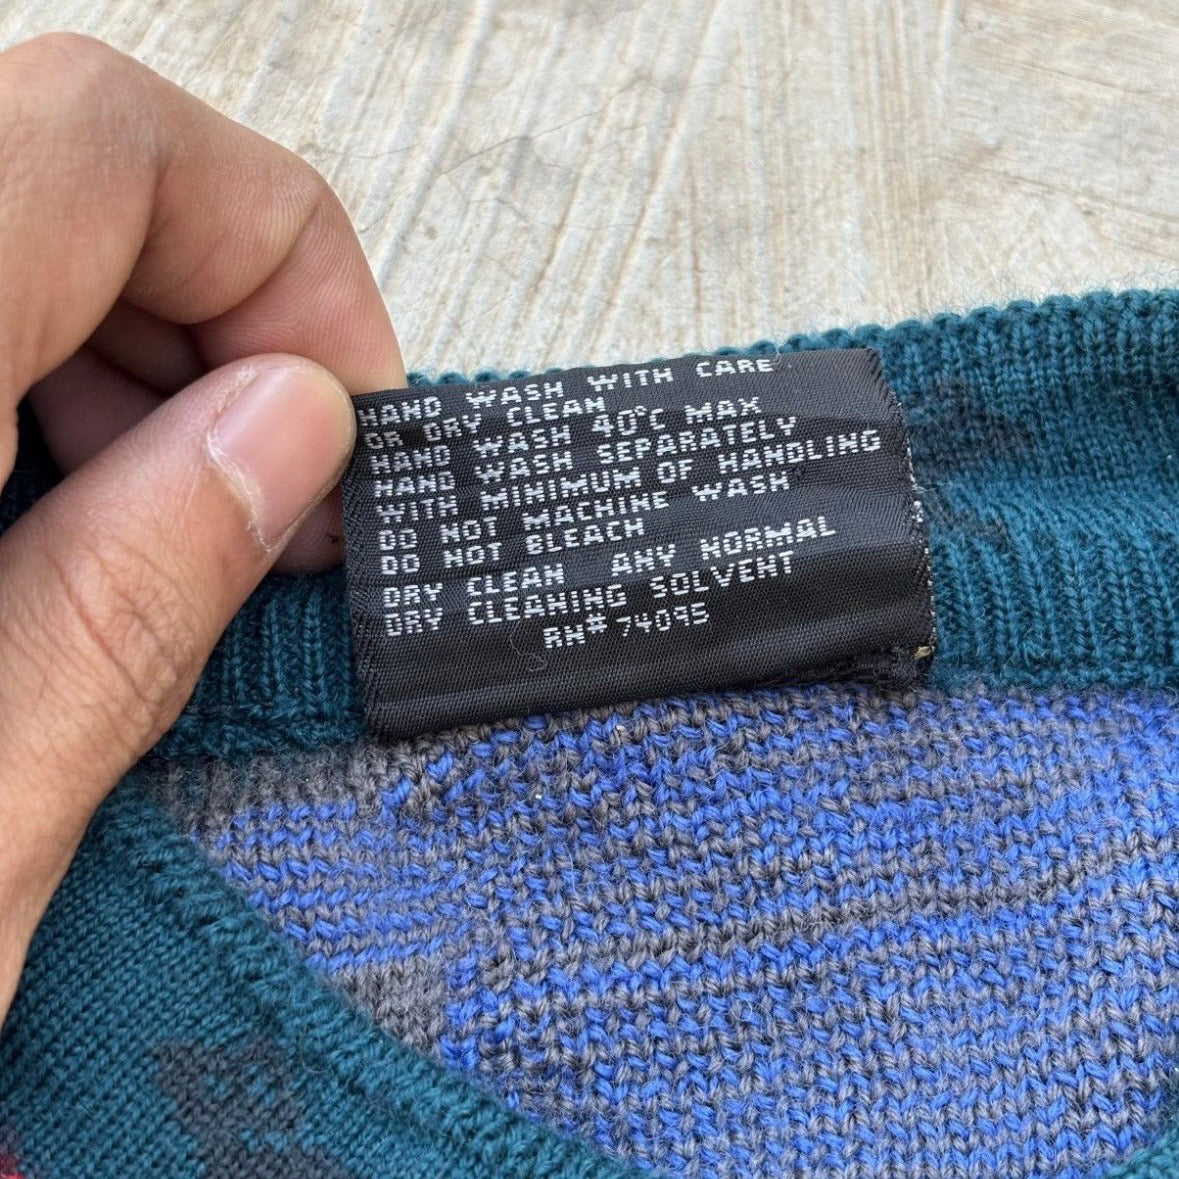 HAND WASH WITH CARE
OR DRY CLEAN
HAND WASH 40°C MAX
HAND WASH SEPARATELY
WITH MINIMUM OF HANDLING
DO NOT MACHINE WASH
DO NOT BLEACH
DRY CLEAN ANY NORMAL
DRY CLEANING SOLVENT
RN# 74095